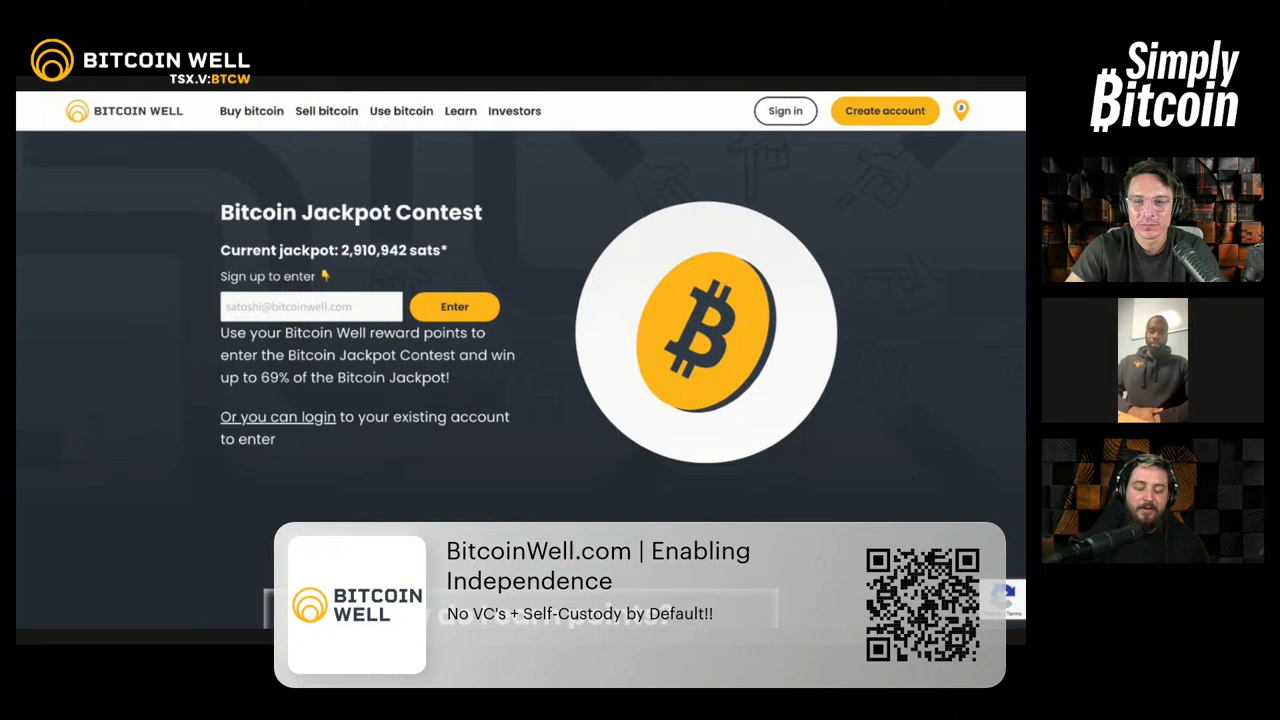 BITCOIN WELL
TSX.V:BTCW
Simply
Bitcoin
BITCOIN WELL
Buy bitcoin
Sell bitcoin
Use bitcoin
Learn
Investors
Sign in
Create account
Bitcoin Jackpot Contest
Current jackpot: 2,910,942 sats*
Sign up to enter 👇
satoshi@bitcoinwell.com
Enter
Use your Bitcoin Well reward points to
enter the Bitcoin Jackpot Contest and win
up to 69% of the Bitcoin Jackpot!
Or you can login to your existing account
to enter
BITCOIN
WELL
BitcoinWell.com | Enabling
Independence
No VC's + Self-Custody by Default!!
Terms